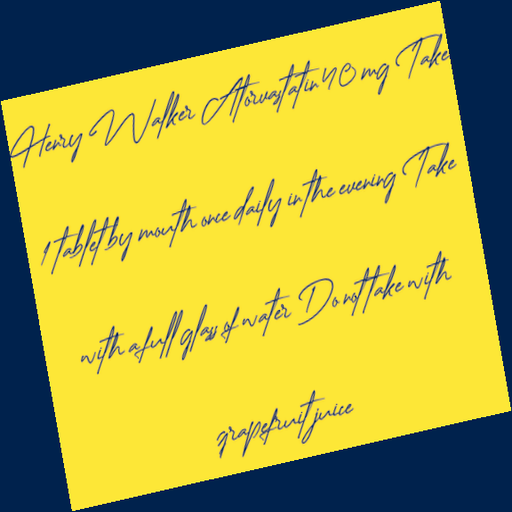 Henry Walker Atorvastatin 40 mg Take
1 tablet by mouth once daily in the evening Take
with a full glass of water Do not take with
grapefruit juice